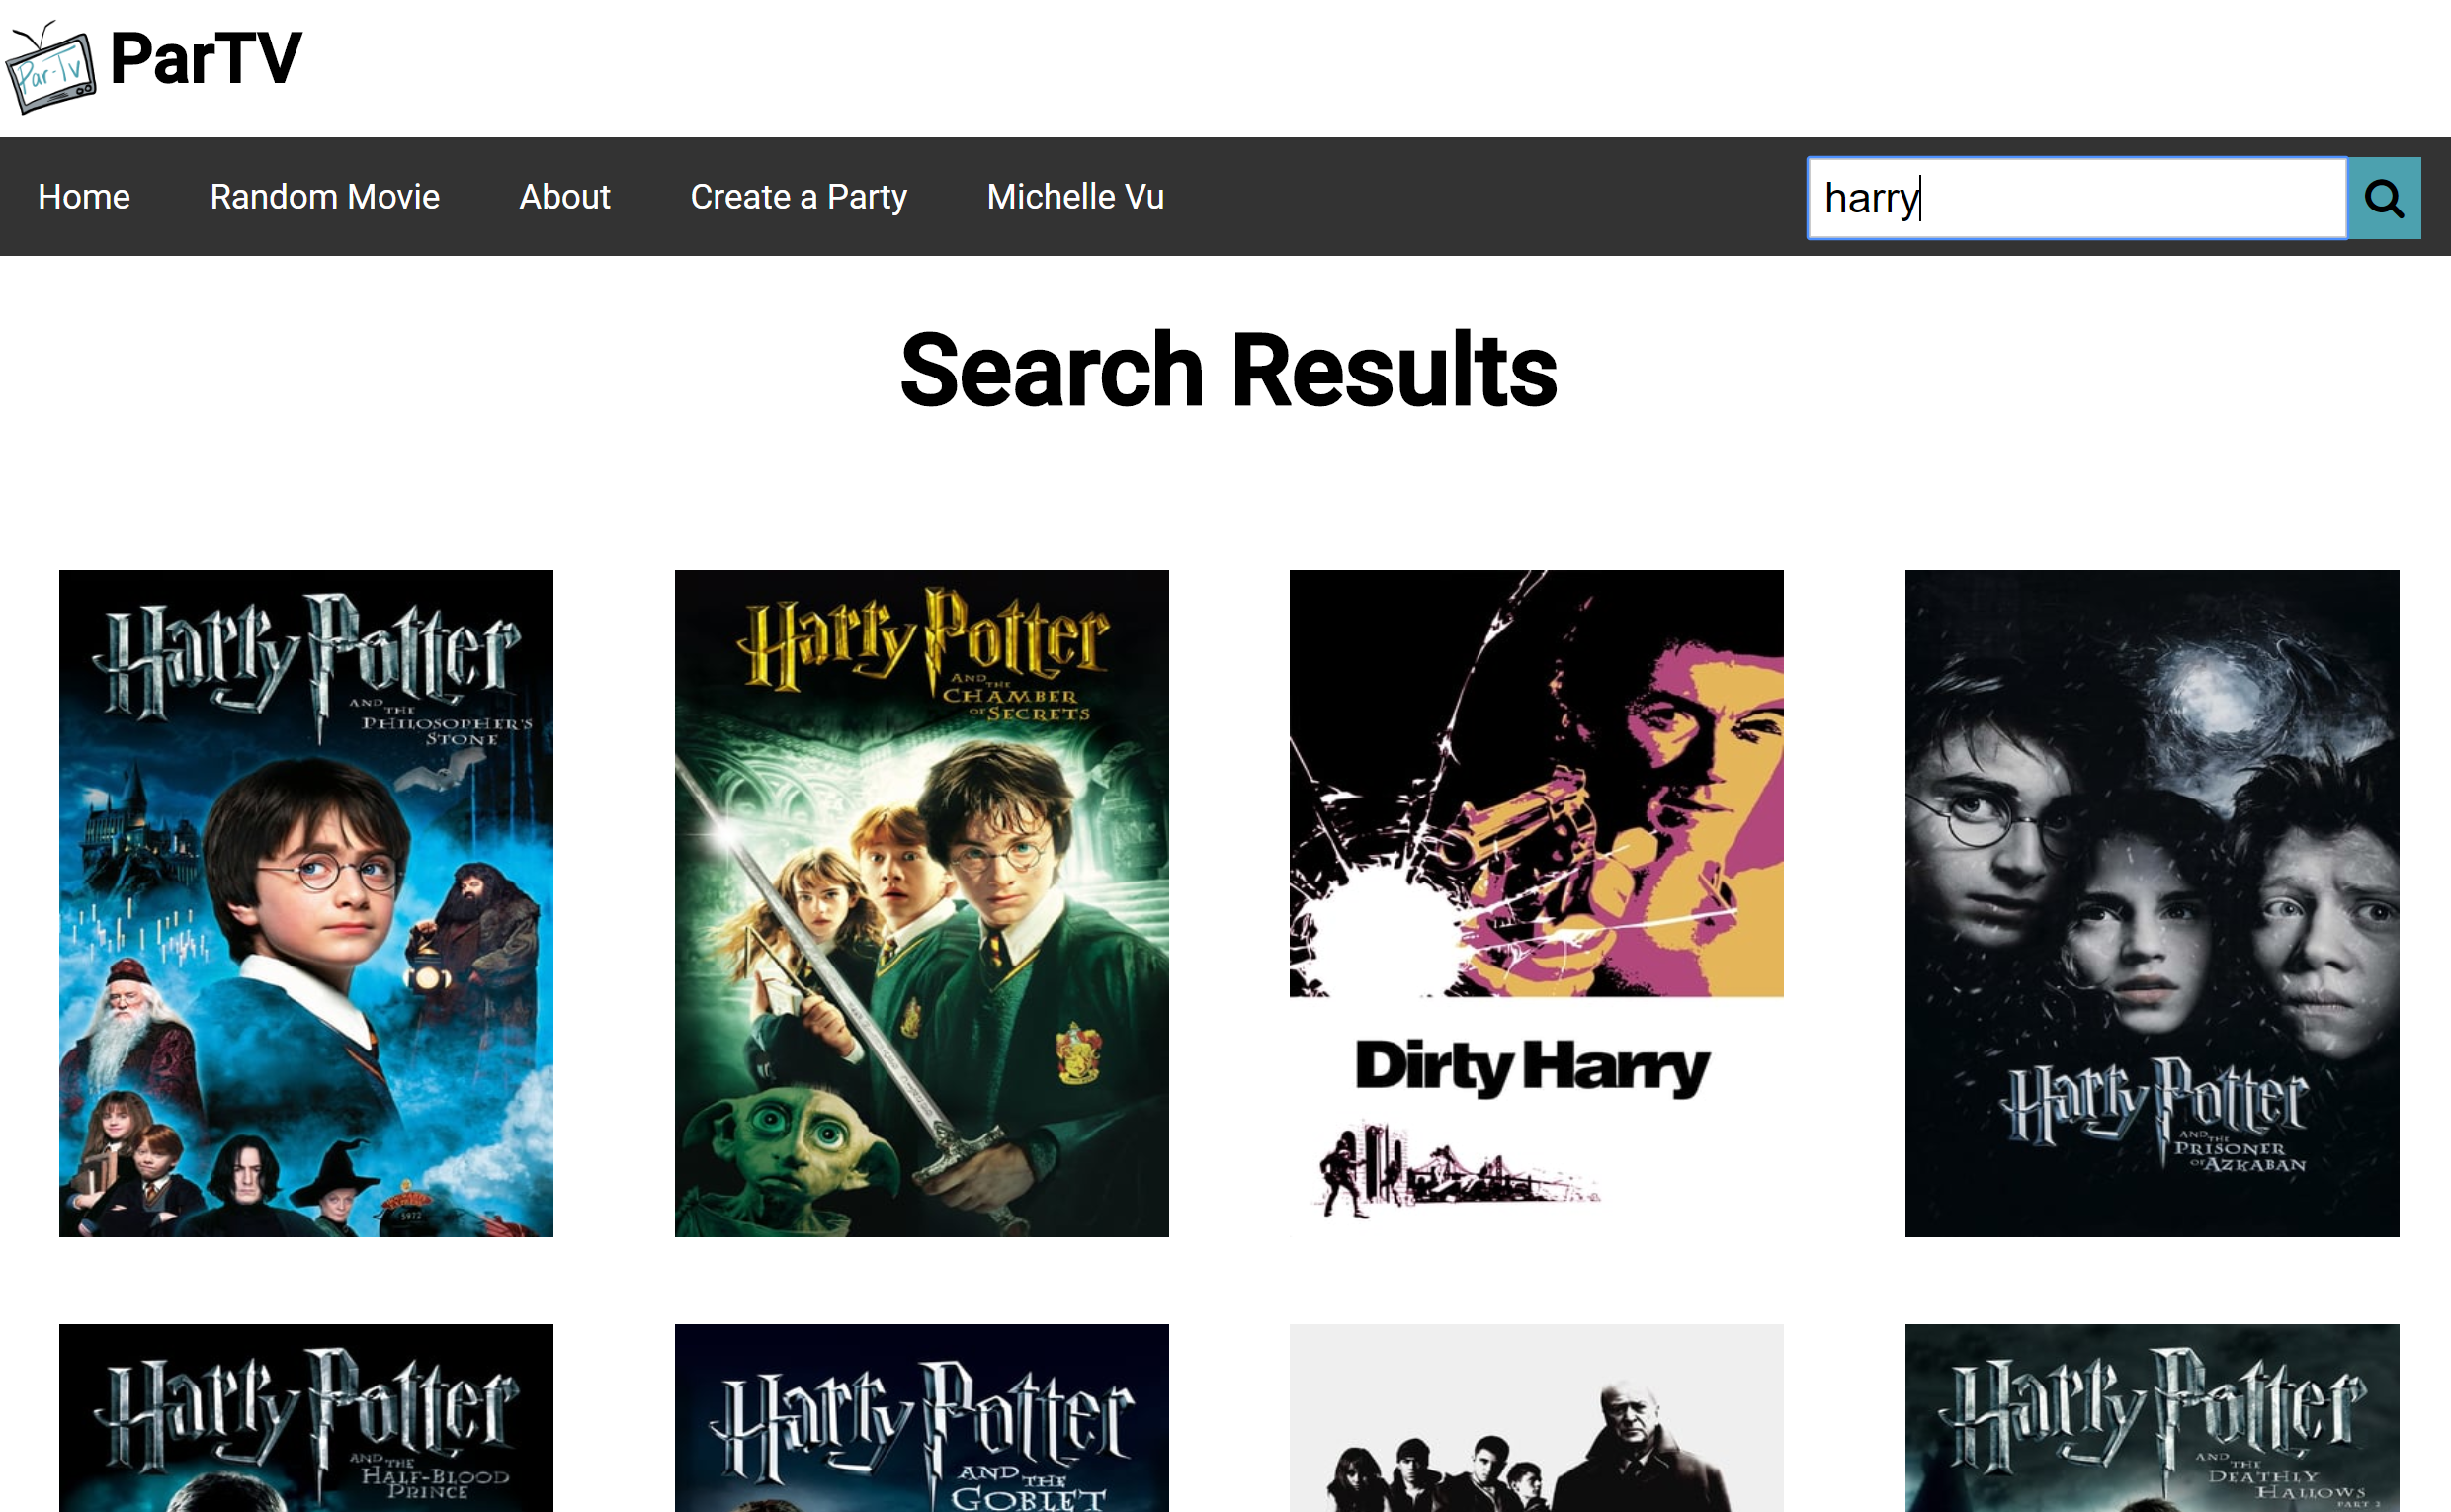 Par-Tv
ParTV
Home
Random Movie
About
Create a Party
Michelle Vu
harry
Search Results
Harry Potter
AND THE
PHILOSOPHER'S
STONE
5972
Harry Potter
AND THE
CHAMBER
OF SECRETS
Dirty Harry
Harry Potter
AND THE
PRISONER
OF AZKABAN
Harry Potter
AND THE
HALF-BLOOD
PRINCE
Harry Potter
AND THE
GOBLET
Harry Potter
AND THE
DEATHLY
HALLOWS
PART 2